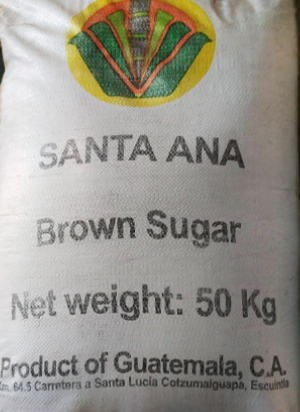 SANTA ANA
Brown Sugar
Net weight: 50 Kg
Product of Guatemala, C.A.
Km. 64.5 Carretera a Santa Lucia Cotzumalguapa, Escuintla